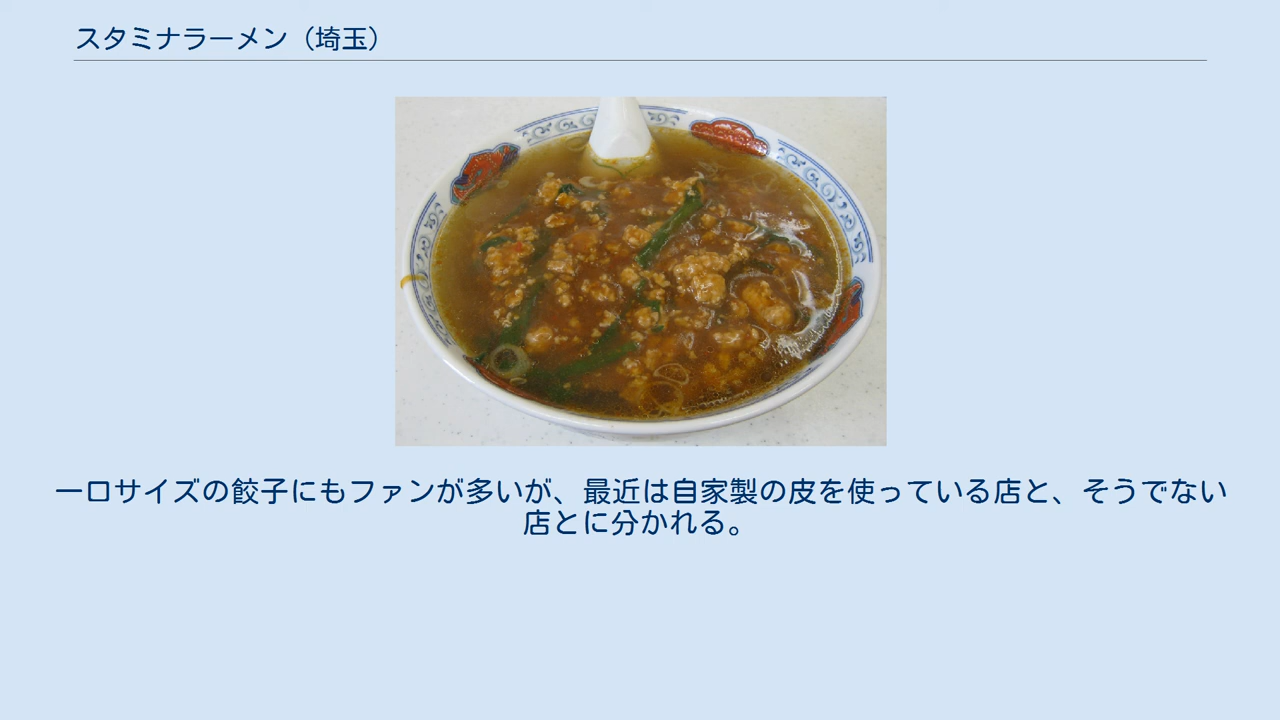 スタミナラーメン（埼玉）
一口サイズの餃子にもファンが多いが、最近は自家製の皮を使っている店と、そうでない
店とに分かれる。